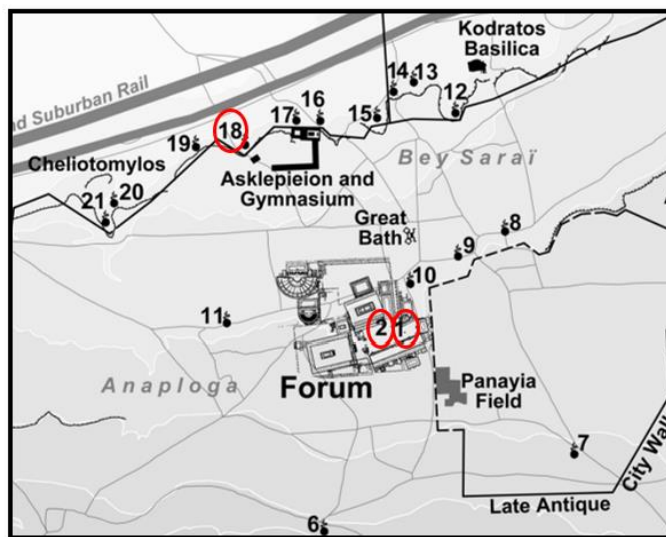 Kodratos
Basilica
nd Suburban Rail
14 13
12
16
17
15
18
19
Bey Saraï
Cheliotomylos
Asklepieion and
Gymnasium
20
21
Great
Bath
8
9
10
11
2 1
Anaploga
Forum
Panayia
Field
7
City Wall
Late Antique
6